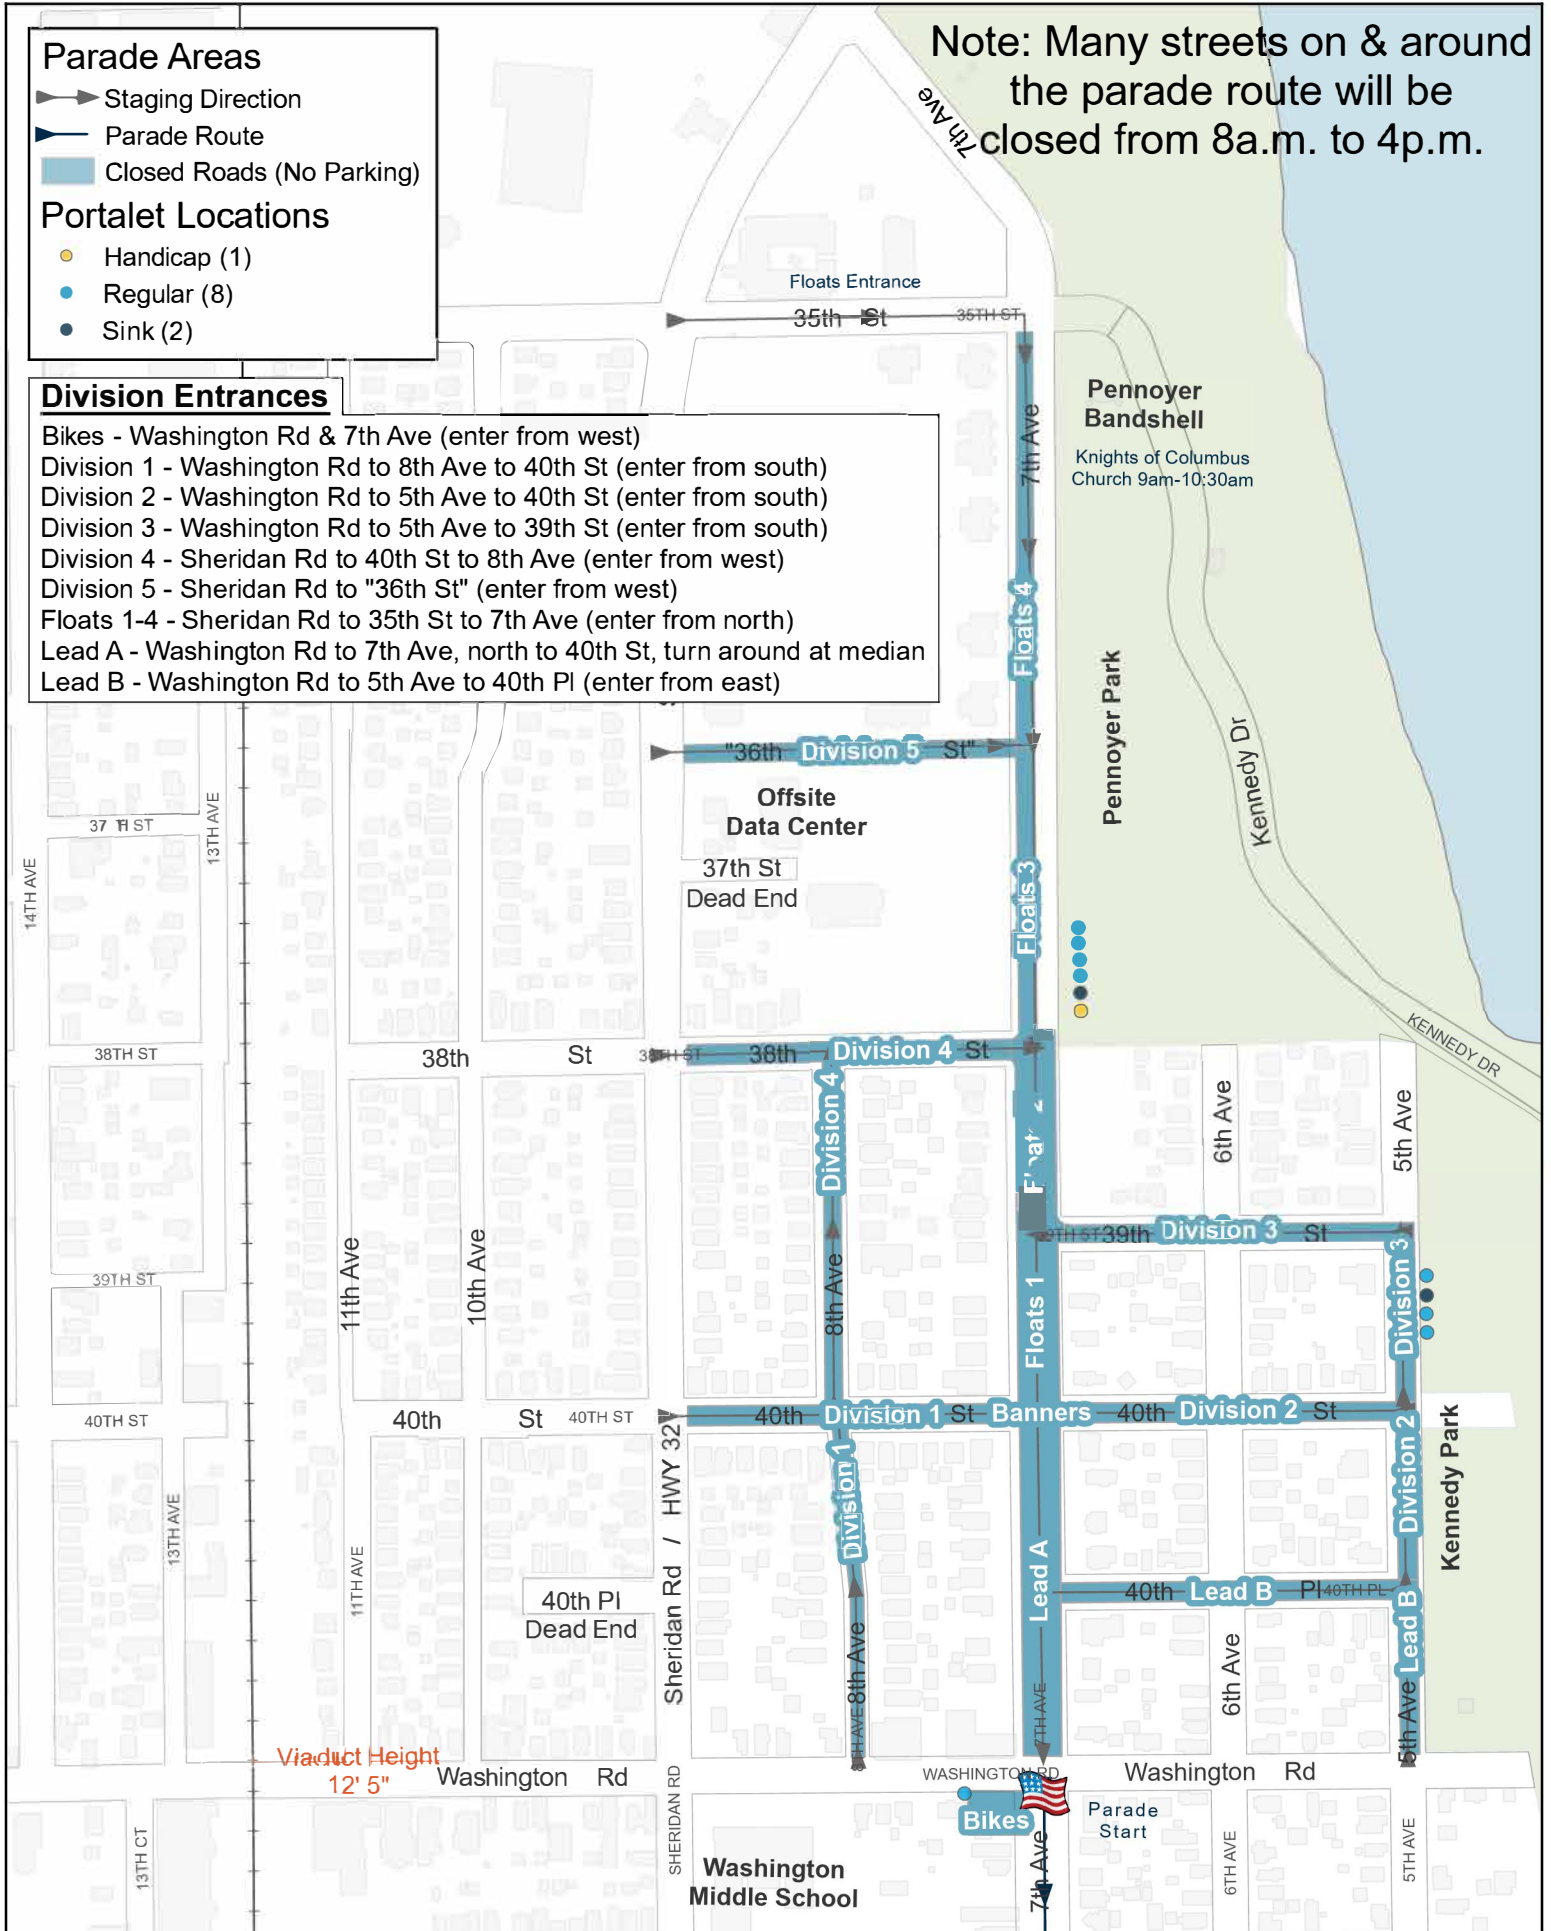 Note: Many streets on & around
the parade route will be
closed from 8a.m. to 4p.m.
Parade Areas
Staging Direction
Parade Route
Closed Roads (No Parking)
Portalet Locations
Handicap (1)
Regular (8)
Sink (2)
Division Entrances
Bikes - Washington Rd & 7th Ave (enter from west)
Division 1 - Washington Rd to 8th Ave to 40th St (enter from south)
Division 2 - Washington Rd to 5th Ave to 40th St (enter from south)
Division 3 - Washington Rd to 5th Ave to 39th St (enter from south)
Division 4 - Sheridan Rd to 40th St to 8th Ave (enter from west)
Division 5 - Sheridan Rd to "36th St" (enter from west)
Floats 1-4 - Sheridan Rd to 35th St to 7th Ave (enter from north)
Lead A - Washington Rd to 7th Ave, north to 40th St, turn around at median
Lead B - Washington Rd to 5th Ave to 40th Pl (enter from east)
7th Ave
Floats Entrance
35th St
35TH ST
7th Ave
Pennoyer
Bandshell
Knights of Columbus
Church 9am-10:30am
Floats 4
Pennoyer Park
Kennedy Dr
"36th Division 5 St"
Offsite
Data Center
37th St
Dead End
13TH AVE
14TH AVE
Floats 3
KENNEDY DR
38TH ST
38th St
38th Division 4 St
Division 4
6th Ave
5th Ave
39th Division 3 St
Division 3
39TH ST
11th Ave
10th Ave
8th Ave
Floats 1
40TH ST
40th St
40TH ST
40th Division 1 St Banners 40th Division 2 St
Division 1
Division 2
Kennedy Park
Sheridan Rd / HWY 32
13TH AVE
11TH AVE
40th Pl
Dead End
Lead A
40th Lead B Pl
40TH PL
Lead B
8th Ave
7TH AVE
6th Ave
5th Ave
Viaduct Height
12' 5"
Washington Rd
WASHINGTON RD
Washington Rd
Bikes
Parade
Start
7th Ave
SHERIDAN RD
13TH CT
6TH AVE
5TH AVE
Washington
Middle School